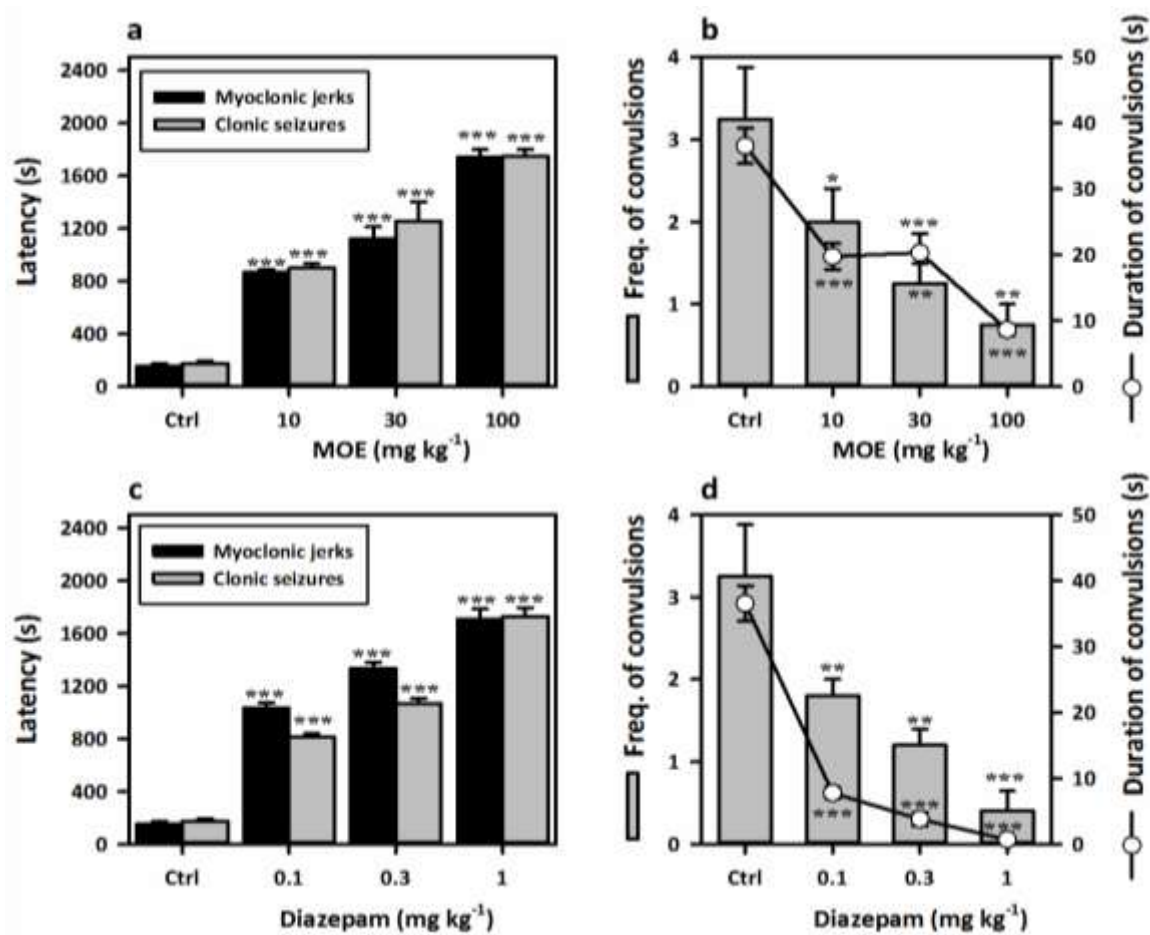 a
2400
2000
1600
1200
800
400
0
Latency (s)
Myoclonic jerks
Clonic seizures
*** ***
*** ***
*** ***
Ctrl 10 30 100
MOE (mg kg⁻¹)
b
4
3
2
1
0
Freq. of convulsions
50
40
30
20
10
0
Duration of convulsions (s)
*
***
***
**
**
***
Ctrl 10 30 100
MOE (mg kg⁻¹)
c
2400
2000
1600
1200
800
400
0
Latency (s)
Myoclonic jerks
Clonic seizures
*** ***
*** ***
*** ***
Ctrl 0.1 0.3 1
Diazepam (mg kg⁻¹)
d
4
3
2
1
0
Freq. of convulsions
50
40
30
20
10
0
Duration of convulsions (s)
**
***
**
***
***
***
Ctrl 0.1 0.3 1
Diazepam (mg kg⁻¹)